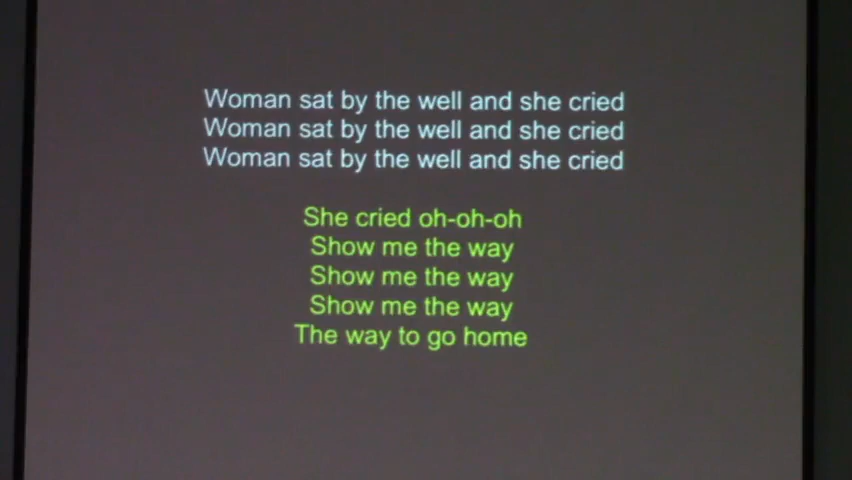 Woman sat by the well and she cried
Woman sat by the well and she cried
Woman sat by the well and she cried
She cried oh-oh-oh
Show me the way
Show me the way
Show me the way
The way to go home